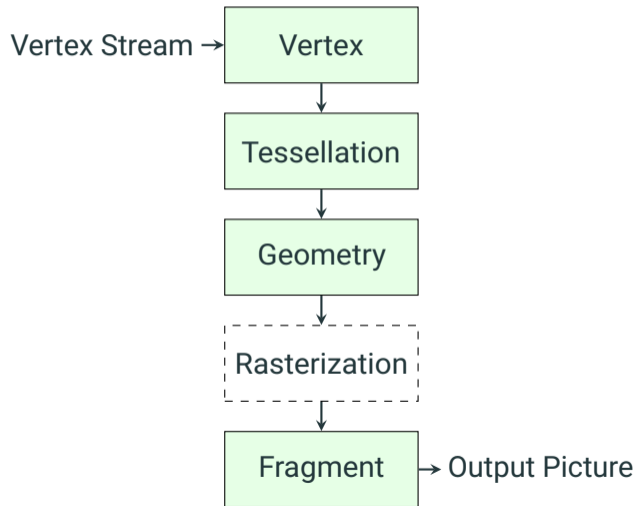 Vertex Stream
Vertex
Tessellation
Geometry
Rasterization
Fragment
Output Picture